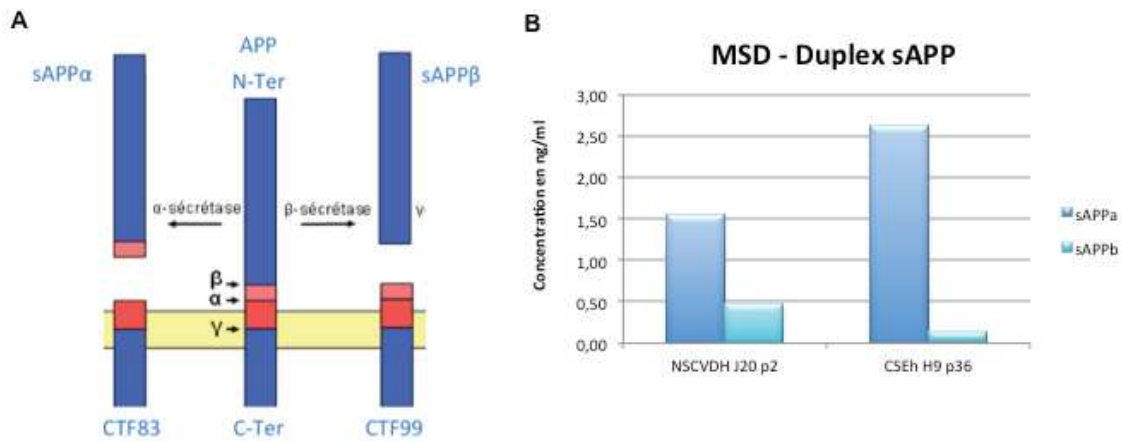 A
APP
sAPPα
N-Ter
sAPPβ
α-sécrétase
β-sécrétase
γ-
β
α
γ
CTF83
C-Ter
CTF99
B
MSD - Duplex sAPP
Concentration en ng/ml
3,00
2,50
2,00
1,50
1,00
0,50
0,00
NSCVDH J20 p2
CSEh H9 p36
sAPPa
sAPPb